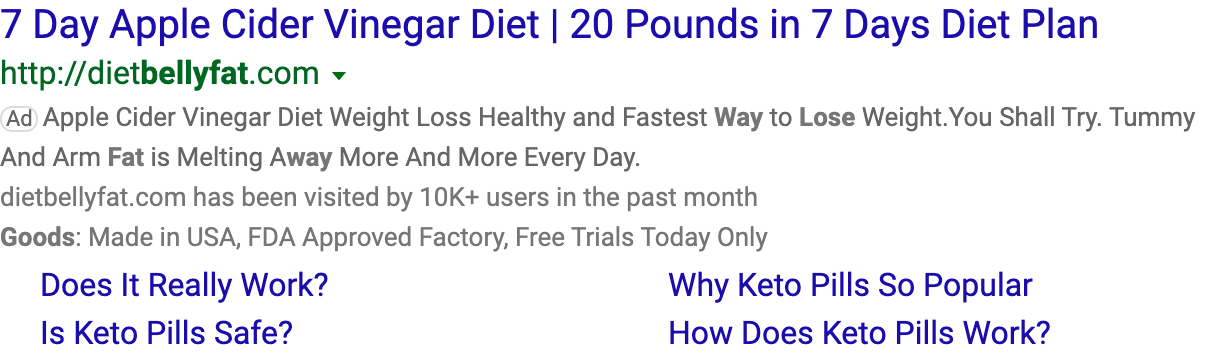 7 Day Apple Cider Vinegar Diet | 20 Pounds in 7 Days Diet Plan
http://dietbellyfat.com
Ad Apple Cider Vinegar Diet Weight Loss Healthy and Fastest Way to Lose Weight.You Shall Try. Tummy
And Arm Fat is Melting Away More And More Every Day.
dietbellyfat.com has been visited by 10K+ users in the past month
Goods: Made in USA, FDA Approved Factory, Free Trials Today Only
Does It Really Work? Why Keto Pills So Popular
Is Keto Pills Safe? How Does Keto Pills Work?